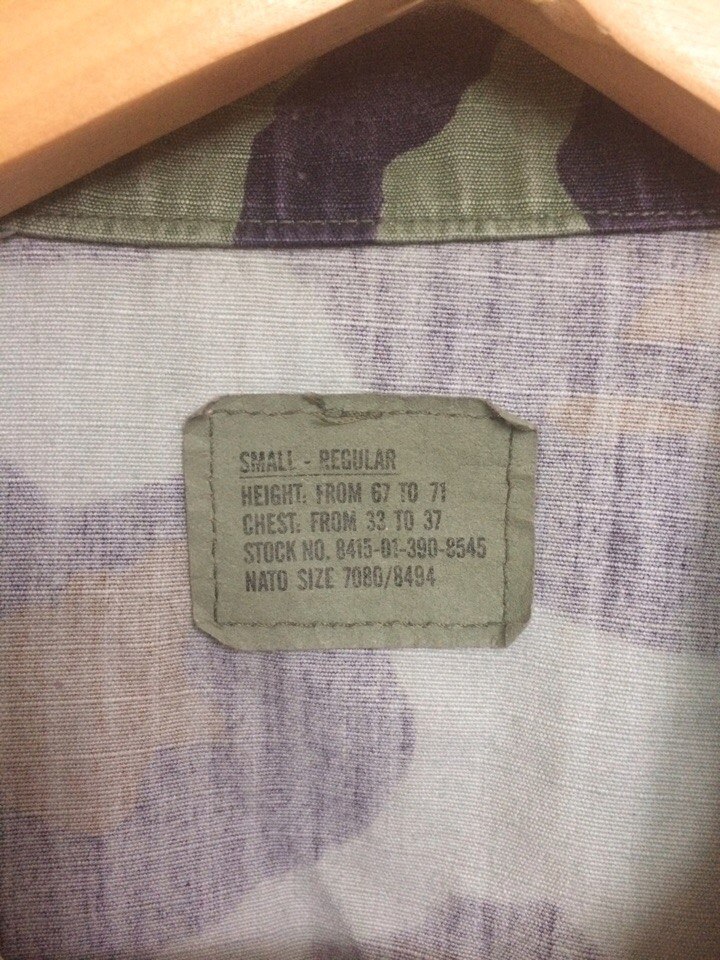 SMALL - REGULAR
HEIGHT: FROM 67 TO 71
CHEST: FROM 33 TO 37
STOCK NO. 8415-01-390-8545
NATO SIZE 7080/8494